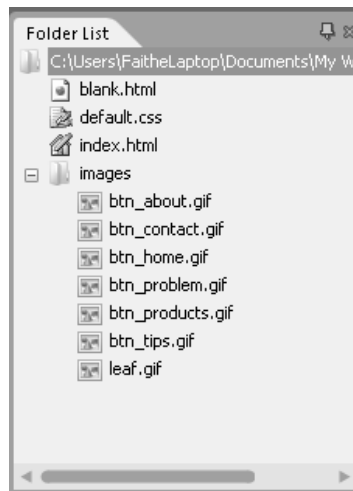 Folder List
C:\Users\FaitheLaptop\Documents\My W
blank.html
default.css
index.html
images
btn_about.gif
btn_contact.gif
btn_home.gif
btn_problem.gif
btn_products.gif
btn_tips.gif
leaf.gif